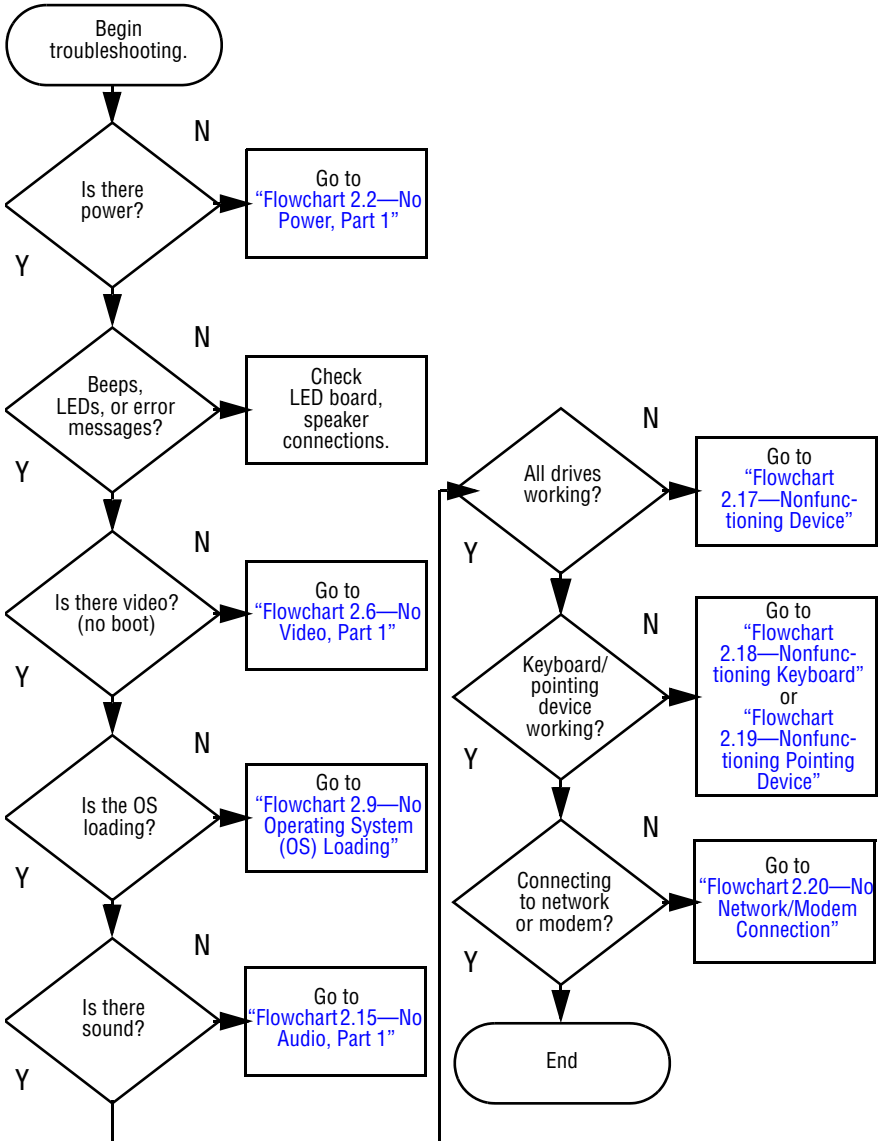 Begin
troubleshooting.
N
Is there
power?
Go to
“Flowchart 2.2—No
Power, Part 1”
Y
N
Beeps,
LEDs, or error
messages?
Check
LED board,
speaker
connections.
Y
N
Is there video?
(no boot)
Go to
“Flowchart 2.6—No
Video, Part 1”
Y
N
Is the OS
loading?
Go to
“Flowchart 2.9—No
Operating System
(OS) Loading”
Y
N
Is there
sound?
Go to
“Flowchart 2.15—No
Audio, Part 1”
Y
N
All drives
working?
Go to
“Flowchart
2.17—Nonfunc-
tioning Device”
Y
N
Keyboard/
pointing
device
working?
Go to
“Flowchart
2.18—Nonfunc-
tioning Keyboard”
or
“Flowchart
2.19—Nonfunc-
tioning Pointing
Device”
Y
N
Connecting
to network
or modem?
Go to
“Flowchart 2.20—No
Network/Modem
Connection”
Y
End